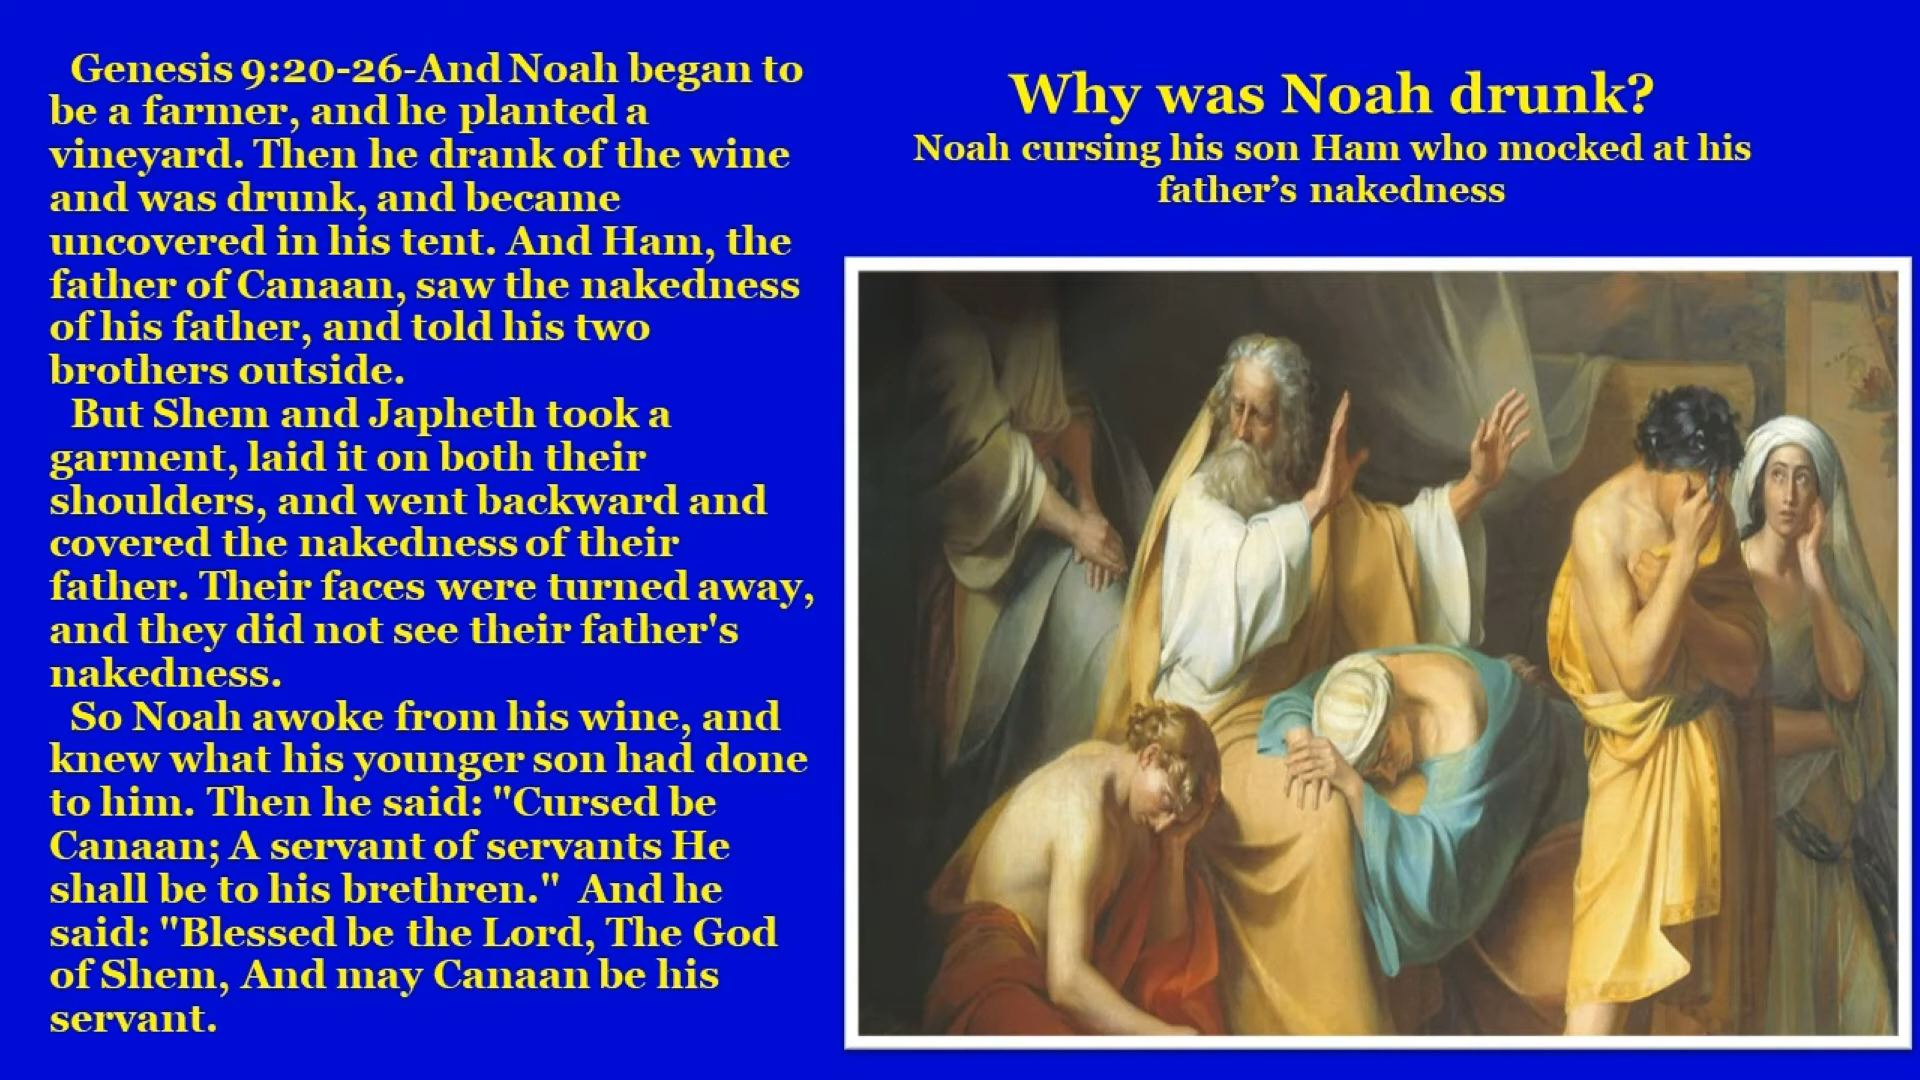 Genesis 9:20-26-And Noah began to
be a farmer, and he planted a
vineyard. Then he drank of the wine
and was drunk, and became
uncovered in his tent. And Ham, the
father of Canaan, saw the nakedness
of his father, and told his two
brothers outside.
But Shem and Japheth took a
garment, laid it on both their
shoulders, and went backward and
covered the nakedness of their
father. Their faces were turned away,
and they did not see their father's
nakedness.
So Noah awoke from his wine, and
knew what his younger son had done
to him. Then he said: "Cursed be
Canaan; A servant of servants He
shall be to his brethren."  And he
said: "Blessed be the Lord, The God
of Shem, And may Canaan be his
servant.
Why was Noah drunk?
Noah cursing his son Ham who mocked at his
father’s nakedness